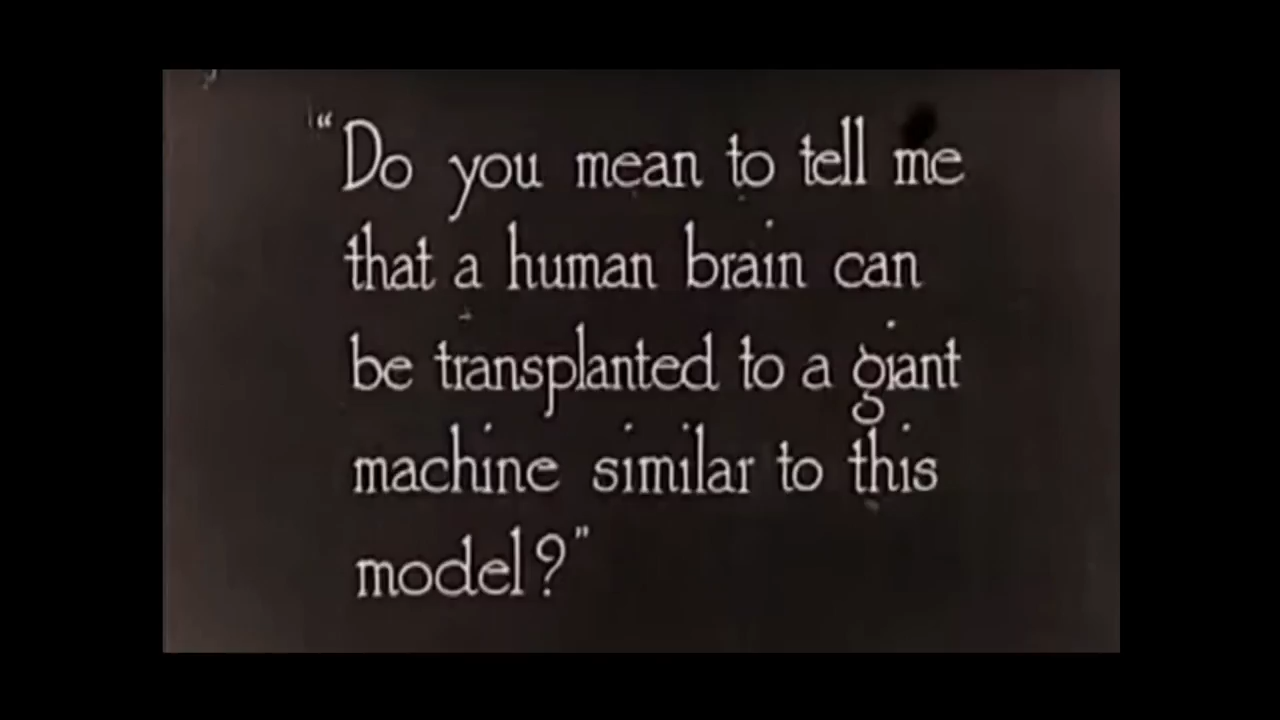 “Do you mean to tell me
that a human brain can
be transplanted to a giant
machine similar to this
model?”